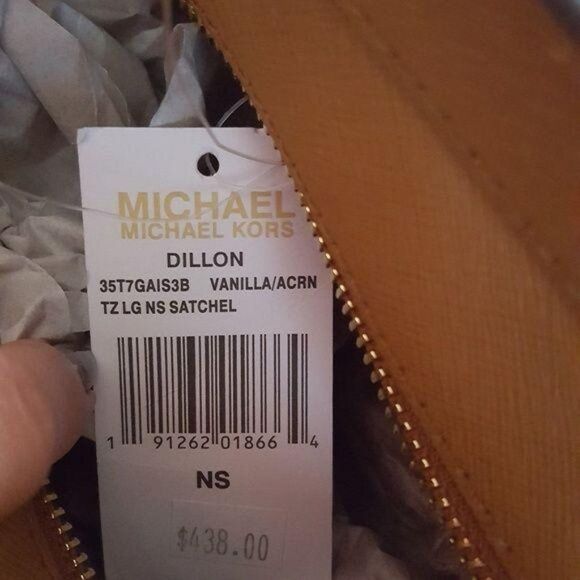 MICHAEL
MICHAEL KORS
DILLON
35T7GAIS3B VANILLA/ACRN
TZ LG NS SATCHEL
1 91262 01866 4
NS
$438.00